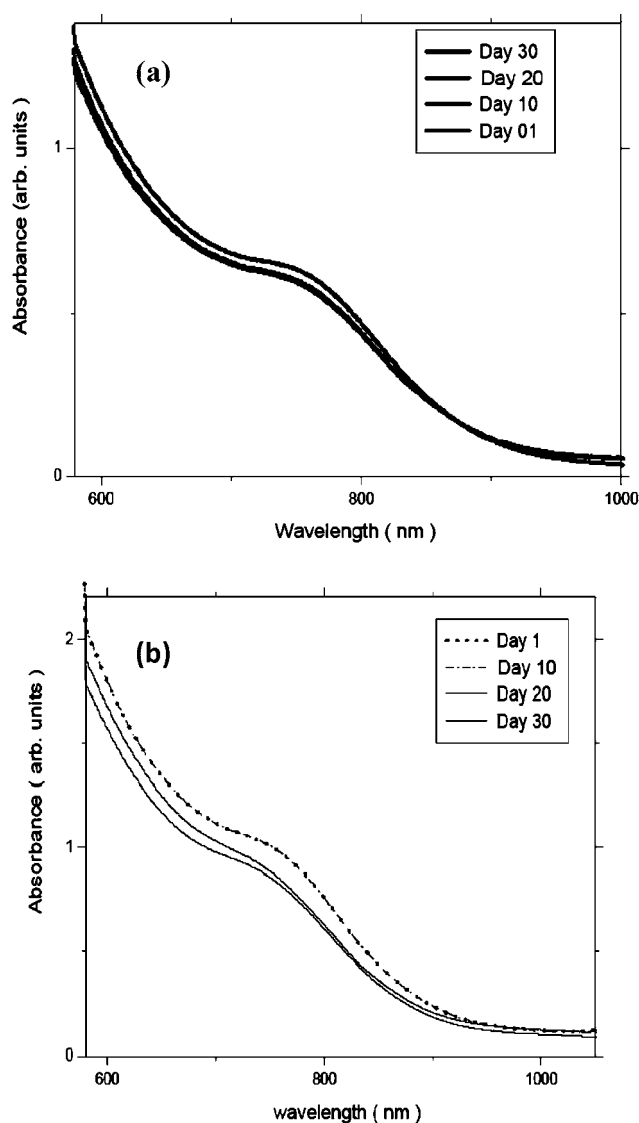 (a)
Day 30
Day 20
Day 10
Day 01
Absorbance (arb. units )
1
0
600
800
1000
Wavelength ( nm )
(b)
Day 1
Day 10
Day 20
Day 30
Absorbance ( arb. units )
2
1
0
600
800
1000
wavelength ( nm )